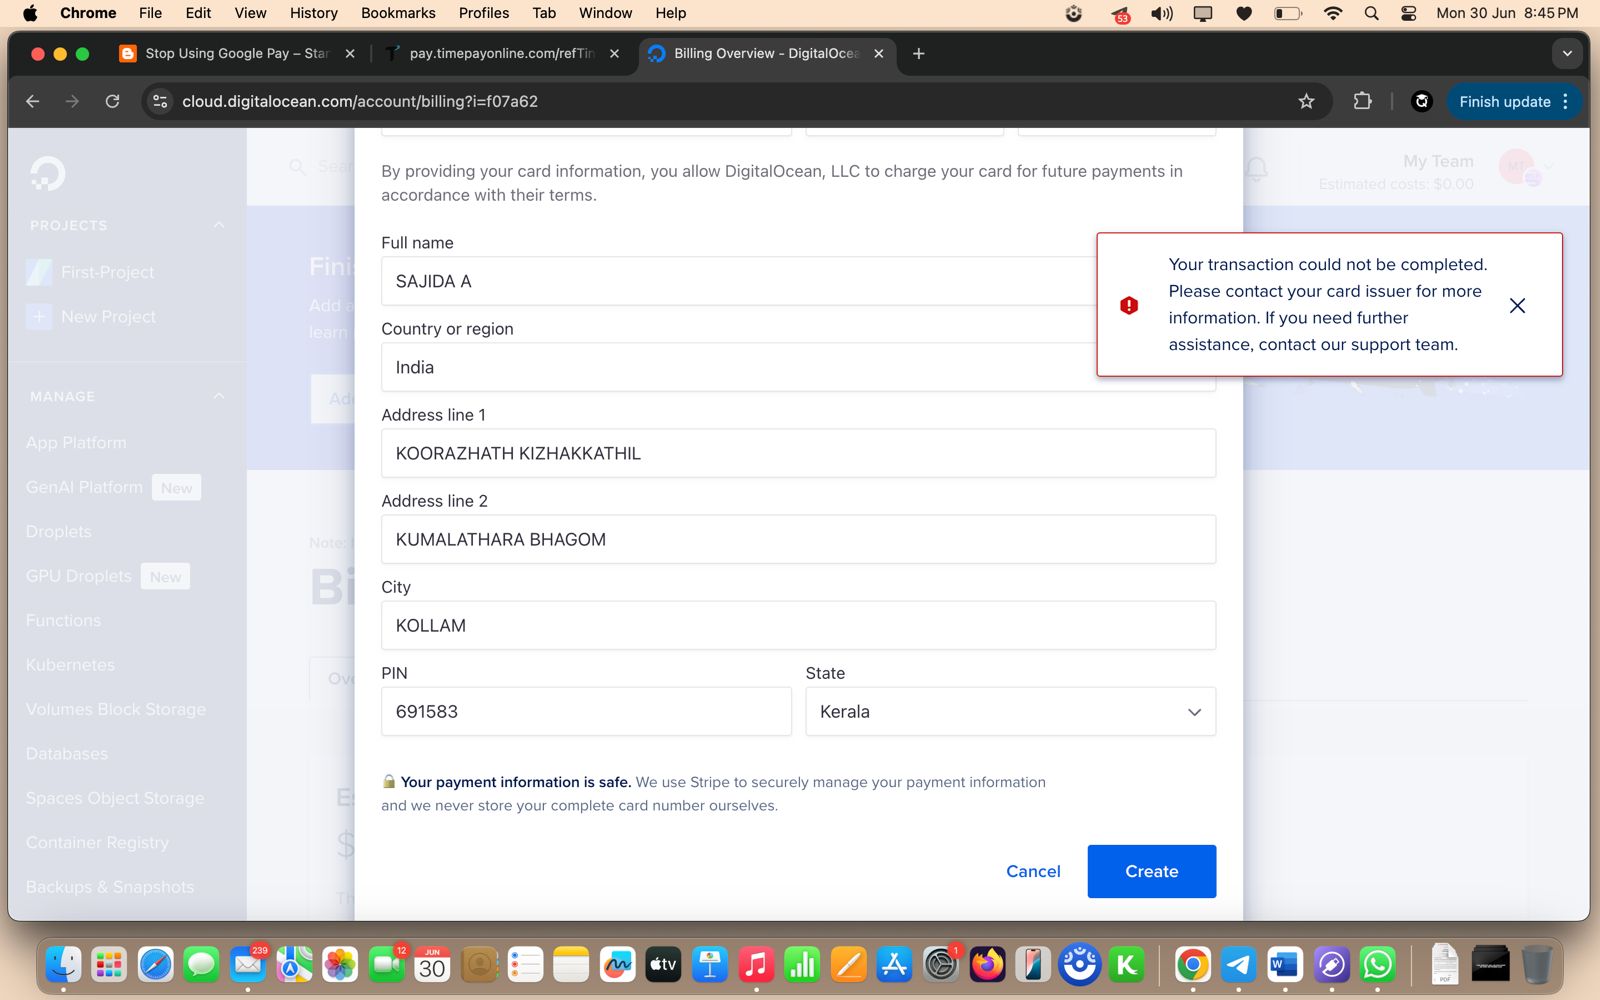 Chrome File Edit View History Bookmarks Profiles Tab Window Help
53
Mon 30 Jun 8:45 PM
Stop Using Google Pay – Star
pay.timepayonline.com/refTin
Billing Overview - DigitalOcea
cloud.digitalocean.com/account/billing?i=f07a62
Finish update
By providing your card information, you allow DigitalOcean, LLC to charge your card for future payments in
accordance with their terms.
Full name
SAJIDA A
Country or region
India
Address line 1
KOORAZHATH KIZHAKKATHIL
Address line 2
KUMALATHARA BHAGOM
City
KOLLAM
PIN
State
691583
Kerala
Your payment information is safe. We use Stripe to securely manage your payment information
and we never store your complete card number ourselves.
Cancel
Create
Your transaction could not be completed.
Please contact your card issuer for more
information. If you need further
assistance, contact our support team.
My Team
Estimated costs: $0.00
MT
PROJECTS
First-Project
New Project
MANAGE
App Platform
GenAI Platform New
Droplets
GPU Droplets New
Functions
Kubernetes
Volumes Block Storage
Databases
Spaces Object Storage
Container Registry
Backups & Snapshots
239
12
JUN
30
tv
1
PDF